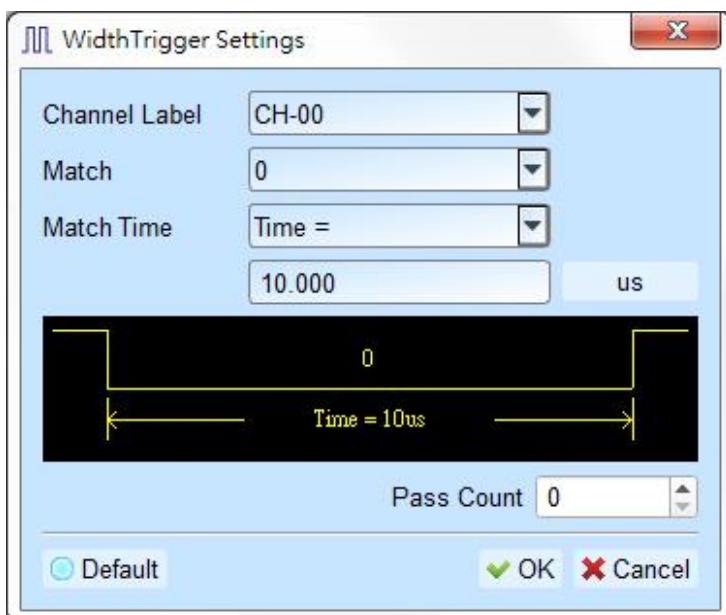 WidthTrigger Settings
Channel Label CH-00
Match 0
Match Time Time =
10.000 us
0
Time = 10us
Pass Count 0
Default OK Cancel